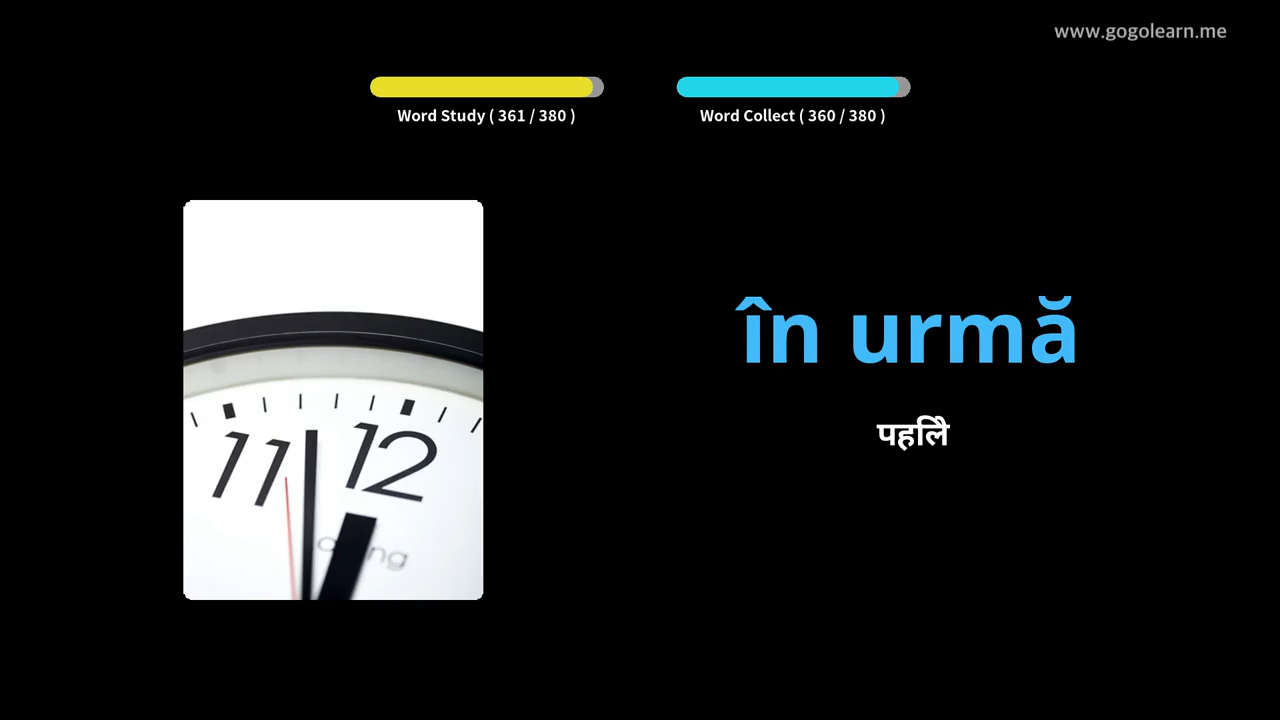 www.gogolearn.me
Word Study ( 361 / 380 )
Word Collect ( 360 / 380 )
în urmă
पहलिे
11 12